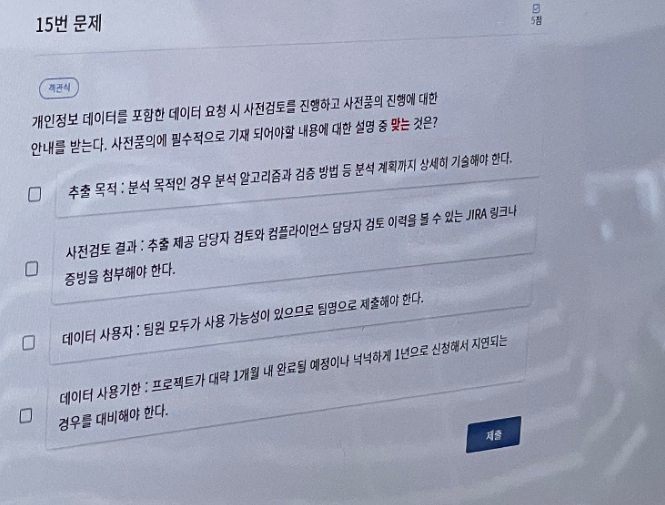 15번 문제
5점
객관식
개인정보 데이터를 포함한 데이터 요청 시 사전검토를 진행하고 사전품의 진행에 대한
안내를 받는다. 사전품의에 필수적으로 기재 되어야할 내용에 대한 설명 중 맞는 것은?
추출 목적 : 분석 목적인 경우 분석 알고리즘과 검증 방법 등 분석 계획까지 상세히 기술해야 한다.
사전검토 결과 : 추출 제공 담당자 검토와 컴플라이언스 담당자 검토 이력을 볼 수 있는 JIRA 링크나
증빙을 첨부해야 한다.
데이터 사용자 : 팀원 모두가 사용 가능성이 있으므로 팀명으로 제출해야 한다.
데이터 사용기한 : 프로젝트가 대략 1개월 내 완료될 예정이나 넉넉하게 1년으로 신청해서 지연되는
경우를 대비해야 한다.
제출